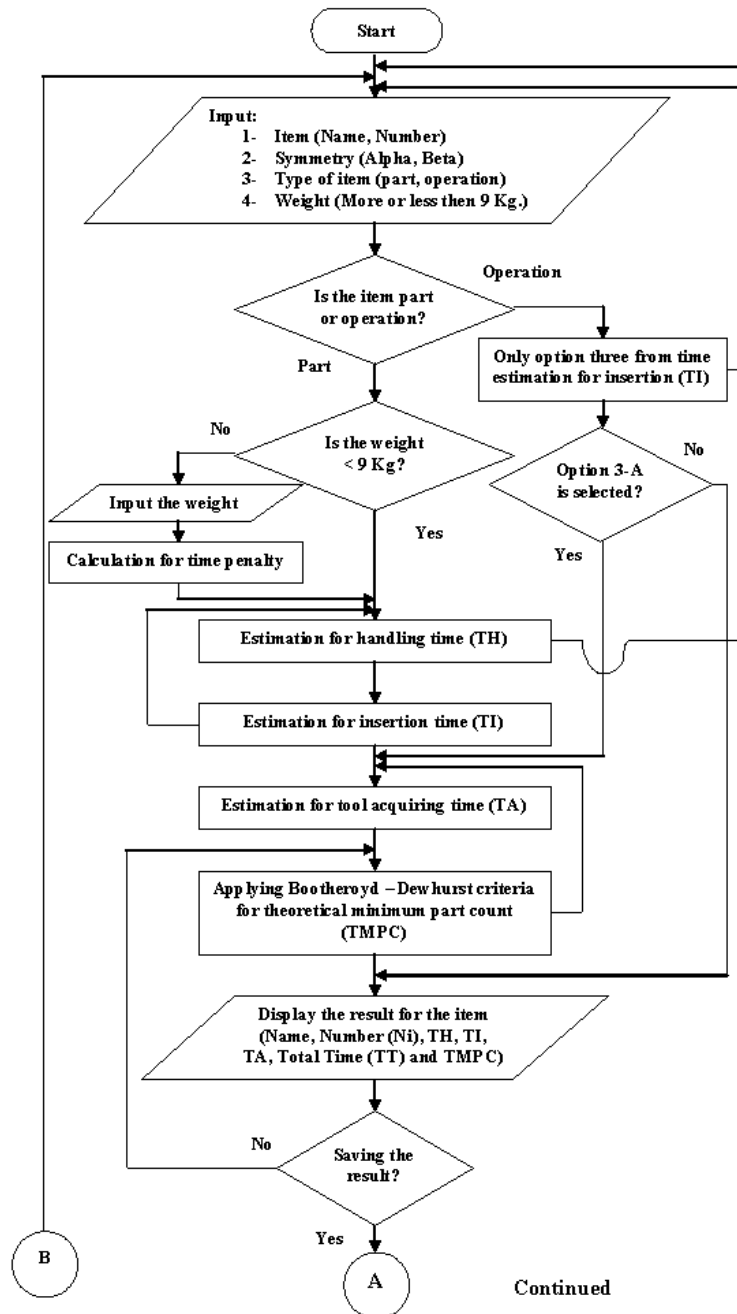 Start
Input:
1- Item (Name, Number)
2- Symmetry (Alpha, Beta)
3- Type of item (part, operation)
4- Weight (More or less then 9 Kg.)
Operation
Is the item part
or operation?
Part
Only option three from time
estimation for insertion (TI)
No
Is the weight
< 9 Kg?
No
Option 3-A
is selected?
Input the weight
Yes
Yes
Calculation for time penalty
Estimation for handling time (TH)
Estimation for insertion time (TI)
Estimation for tool acquiring time (TA)
Applying Bootheroyd – Dewhurst criteria
for theoretical minimum part count
(TMPC)
Display the result for the item
(Name, Number (Ni), TH, TI,
TA, Total Time (TT) and TMPC)
No
Saving the
result?
Yes
B
A
Continued